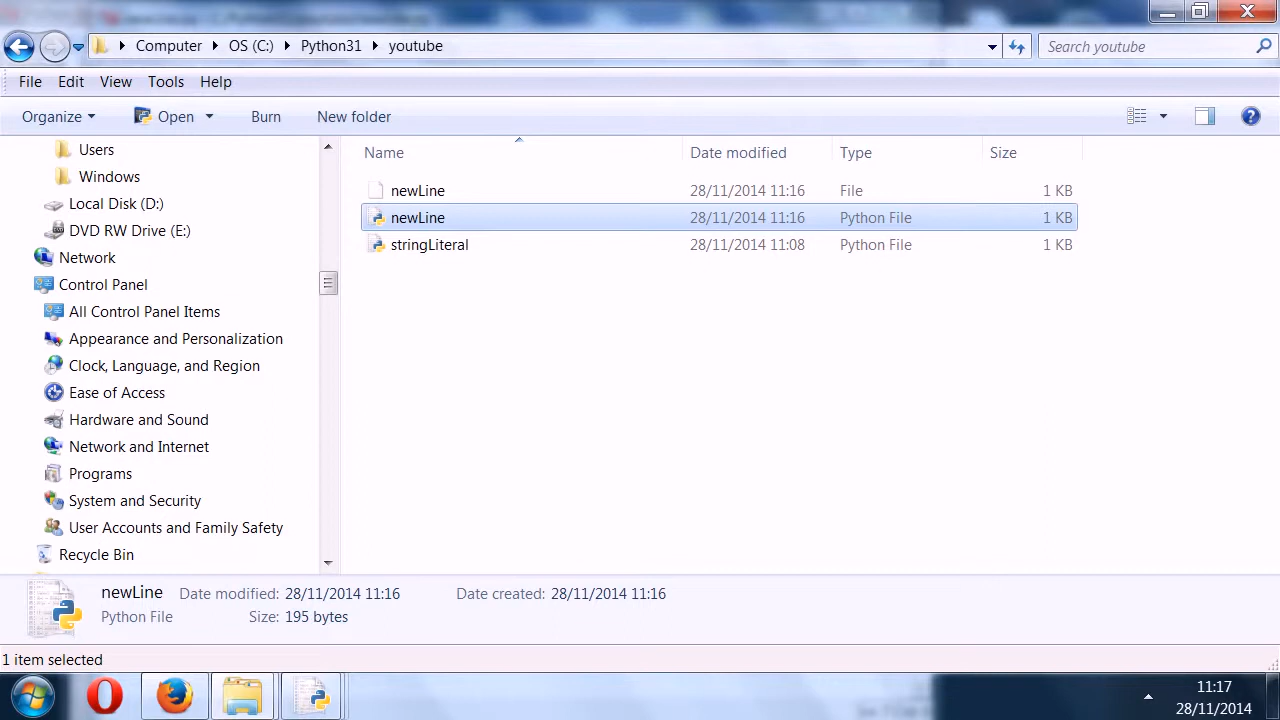 Computer OS (C:) Python31 youtube Search youtube
File Edit View Tools Help
Organize Open Burn New folder
Users
Windows
Local Disk (D:)
DVD RW Drive (E:)
Network
Control Panel
All Control Panel Items
Appearance and Personalization
Clock, Language, and Region
Ease of Access
Hardware and Sound
Network and Internet
Programs
System and Security
User Accounts and Family Safety
Recycle Bin
Name Date modified Type Size
newLine 28/11/2014 11:16 File 1 KB
newLine 28/11/2014 11:16 Python File 1 KB
stringLiteral 28/11/2014 11:08 Python File 1 KB
newLine Date modified: 28/11/2014 11:16 Date created: 28/11/2014 11:16
Python File Size: 195 bytes
1 item selected
11:17
28/11/2014